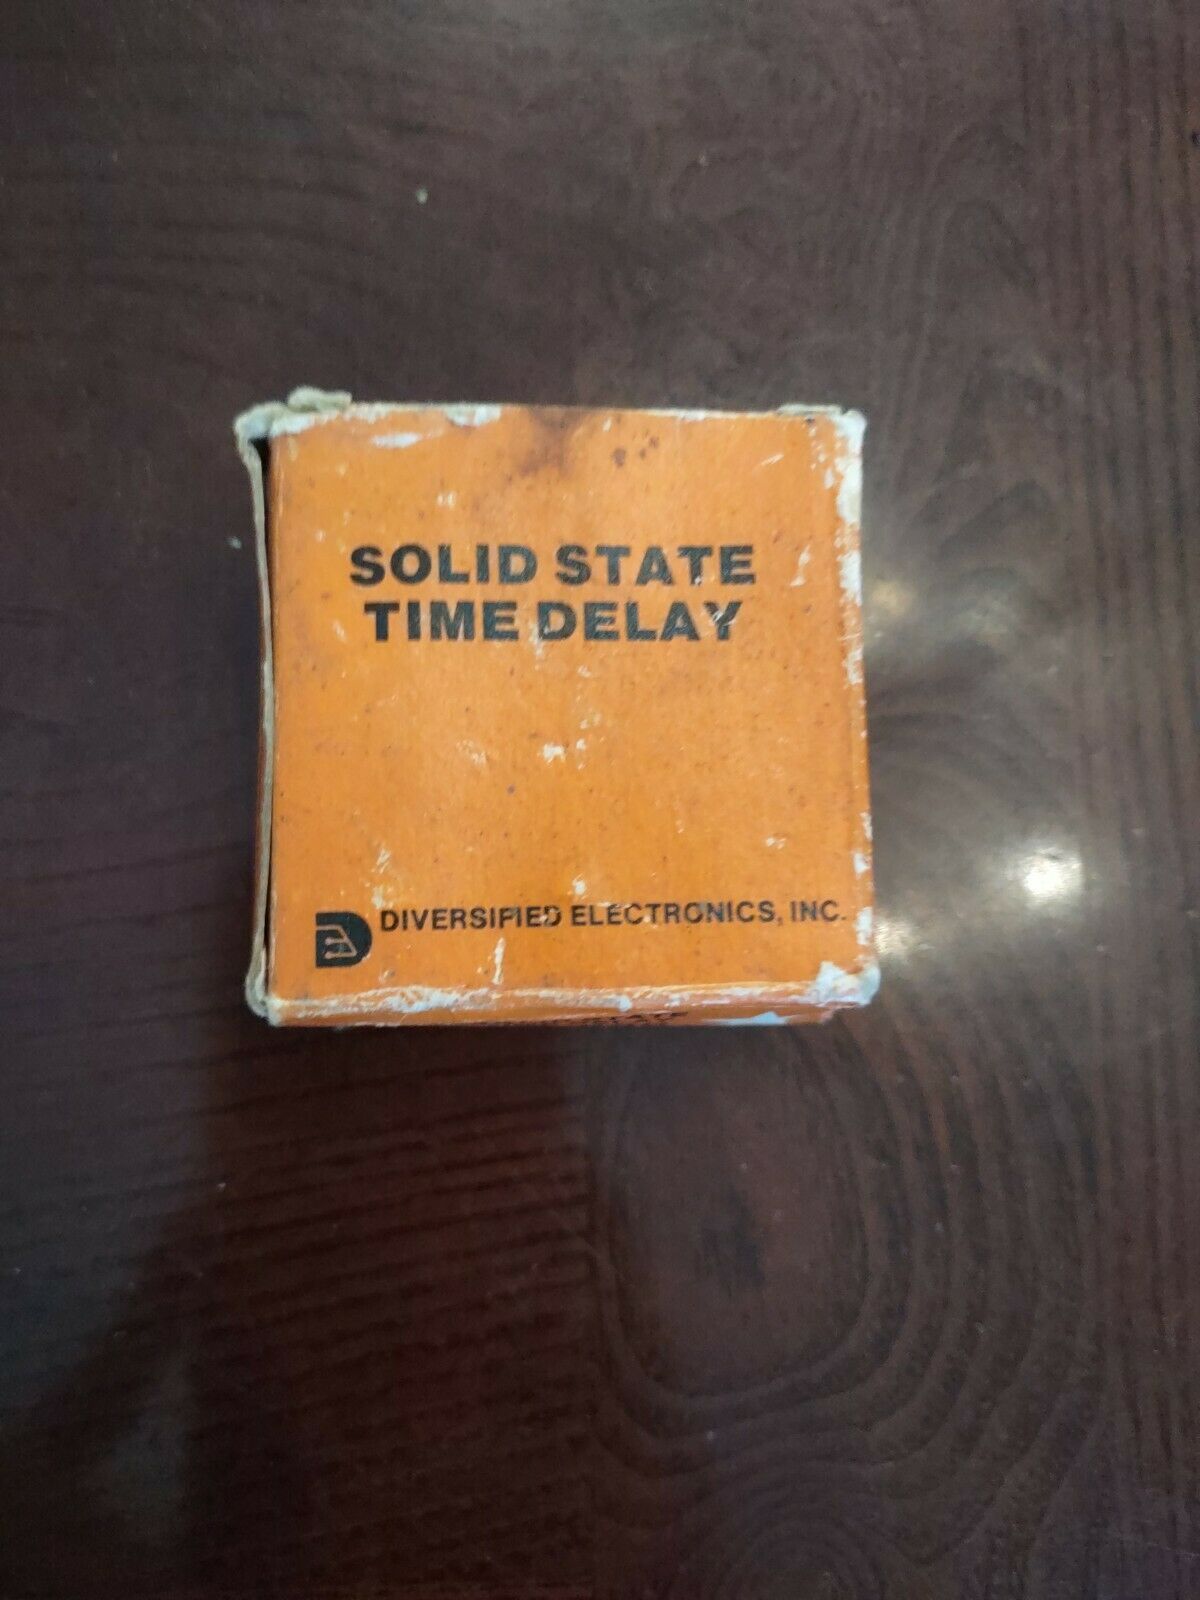 SOLID STATE
TIME DELAY
DIVERSIFIED ELECTRONICS, INC.